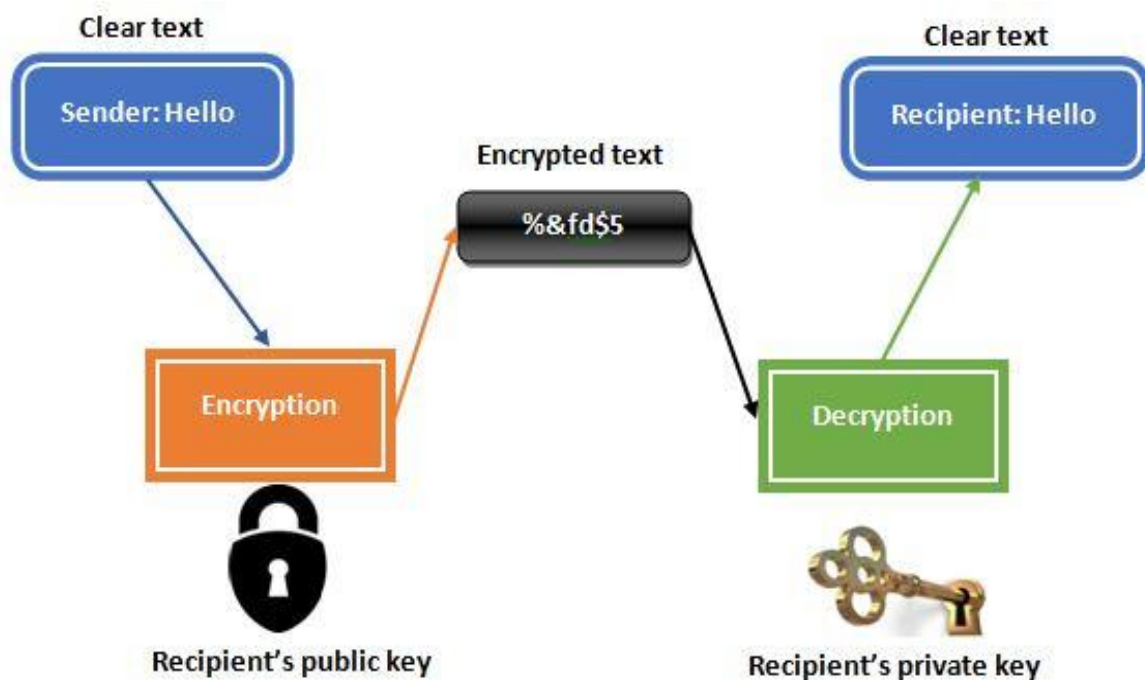 Clear text
Sender: Hello
Encryption
Recipient's public key
Encrypted text
%&fd$5
Clear text
Recipient: Hello
Decryption
Recipient's private key